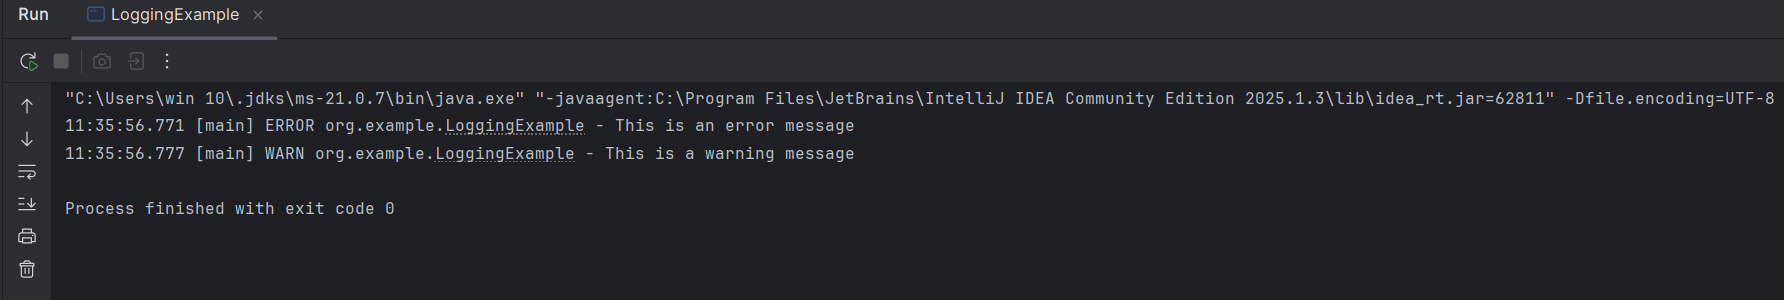 Run LoggingExample
"C:\Users\win 10\.jdks\ms-21.0.7\bin\java.exe" "-javaagent:C:\Program Files\JetBrains\IntelliJ IDEA Community Edition 2025.1.3\lib\idea_rt.jar=62811" -Dfile.encoding=UTF-8
11:35:56.771 [main] ERROR org.example.LoggingExample - This is an error message
11:35:56.777 [main] WARN org.example.LoggingExample - This is a warning message
Process finished with exit code 0